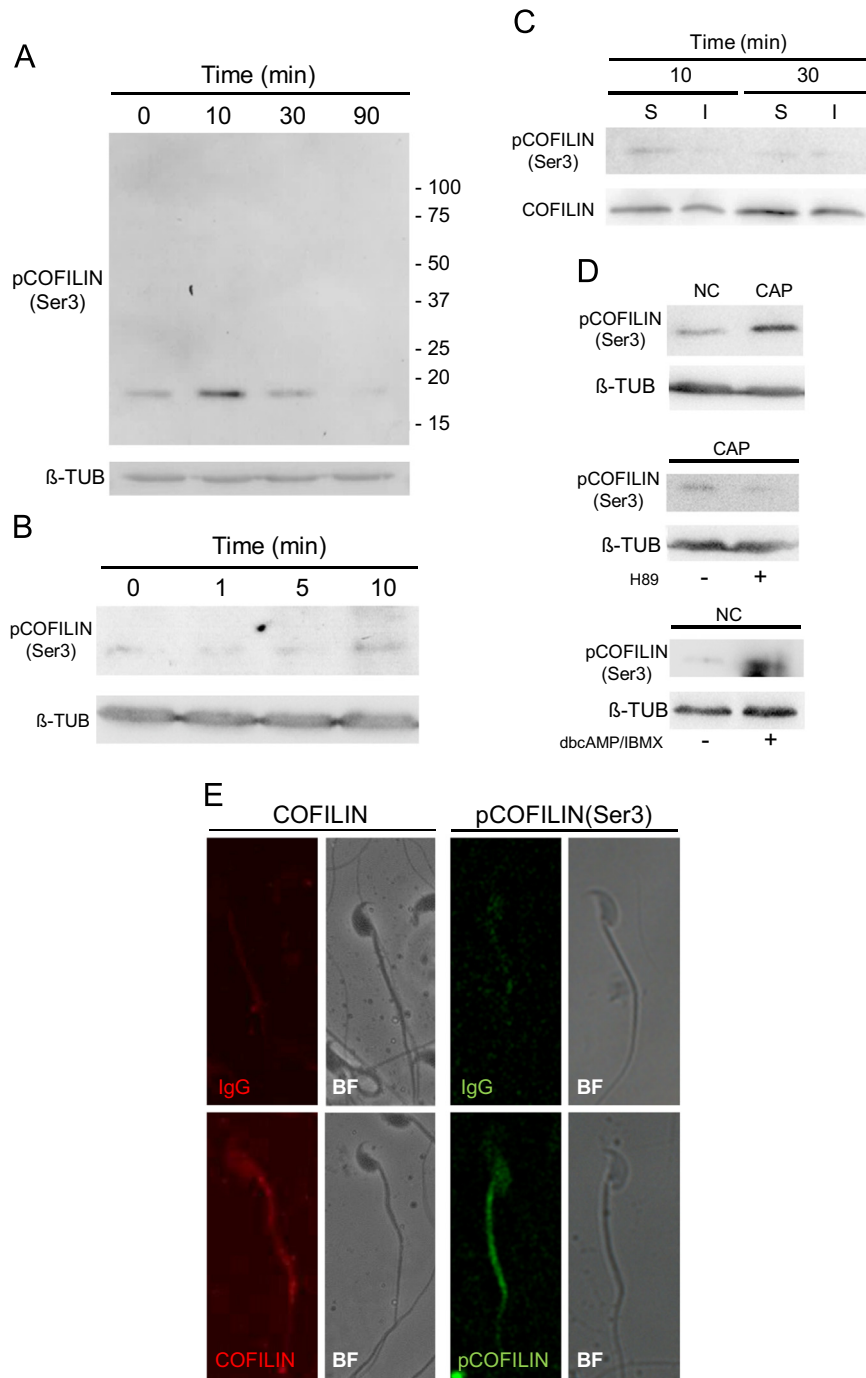 A
Time (min)
0 10 30 90
pCOFILIN
(Ser3)
- 100
- 75
- 50
- 37
- 25
- 20
- 15
ß-TUB
B
Time (min)
0 1 5 10
pCOFILIN
(Ser3)
ß-TUB
C
Time (min)
10 30
S I S I
pCOFILIN
(Ser3)
COFILIN
D
NC CAP
pCOFILIN
(Ser3)
ß-TUB
CAP
pCOFILIN
(Ser3)
ß-TUB
H89 - +
NC
pCOFILIN
(Ser3)
ß-TUB
dbcAMP/IBMX - +
E
COFILIN pCOFILIN(Ser3)
IgG BF IgG BF
COFILIN BF pCOFILIN BF